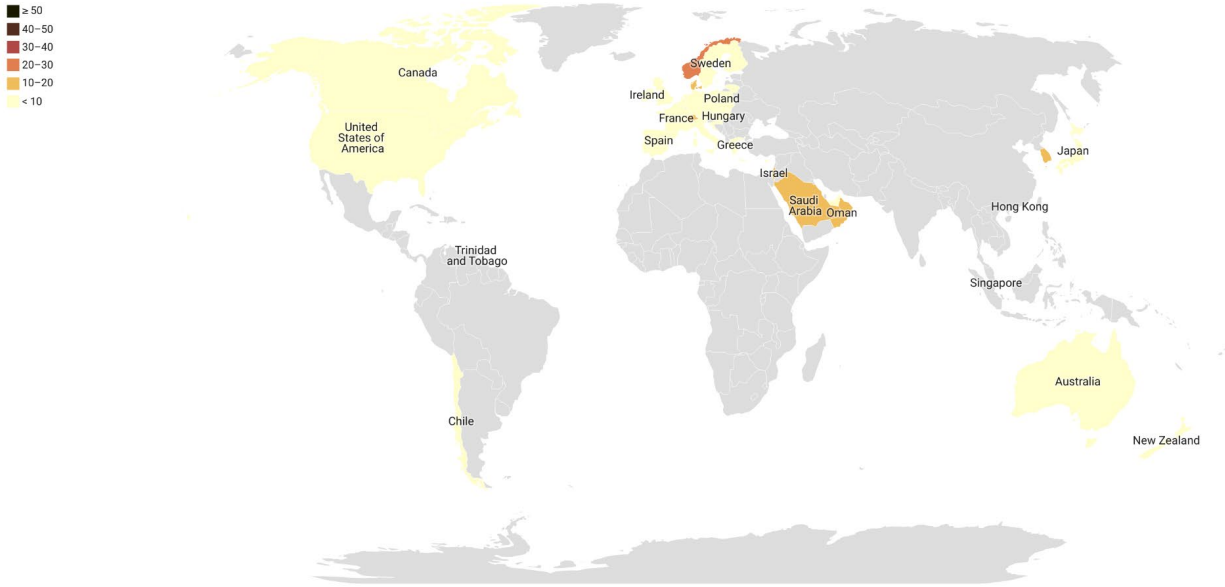 ≥ 50
40–50
30–40
20–30
10–20
< 10
Canada
Sweden
Ireland
Poland
France
Hungary
United
States of
America
Spain
Greece
Japan
Israel
Saudi
Arabia
Oman
Hong Kong
Trinidad
and Tobago
Singapore
Australia
Chile
New Zealand